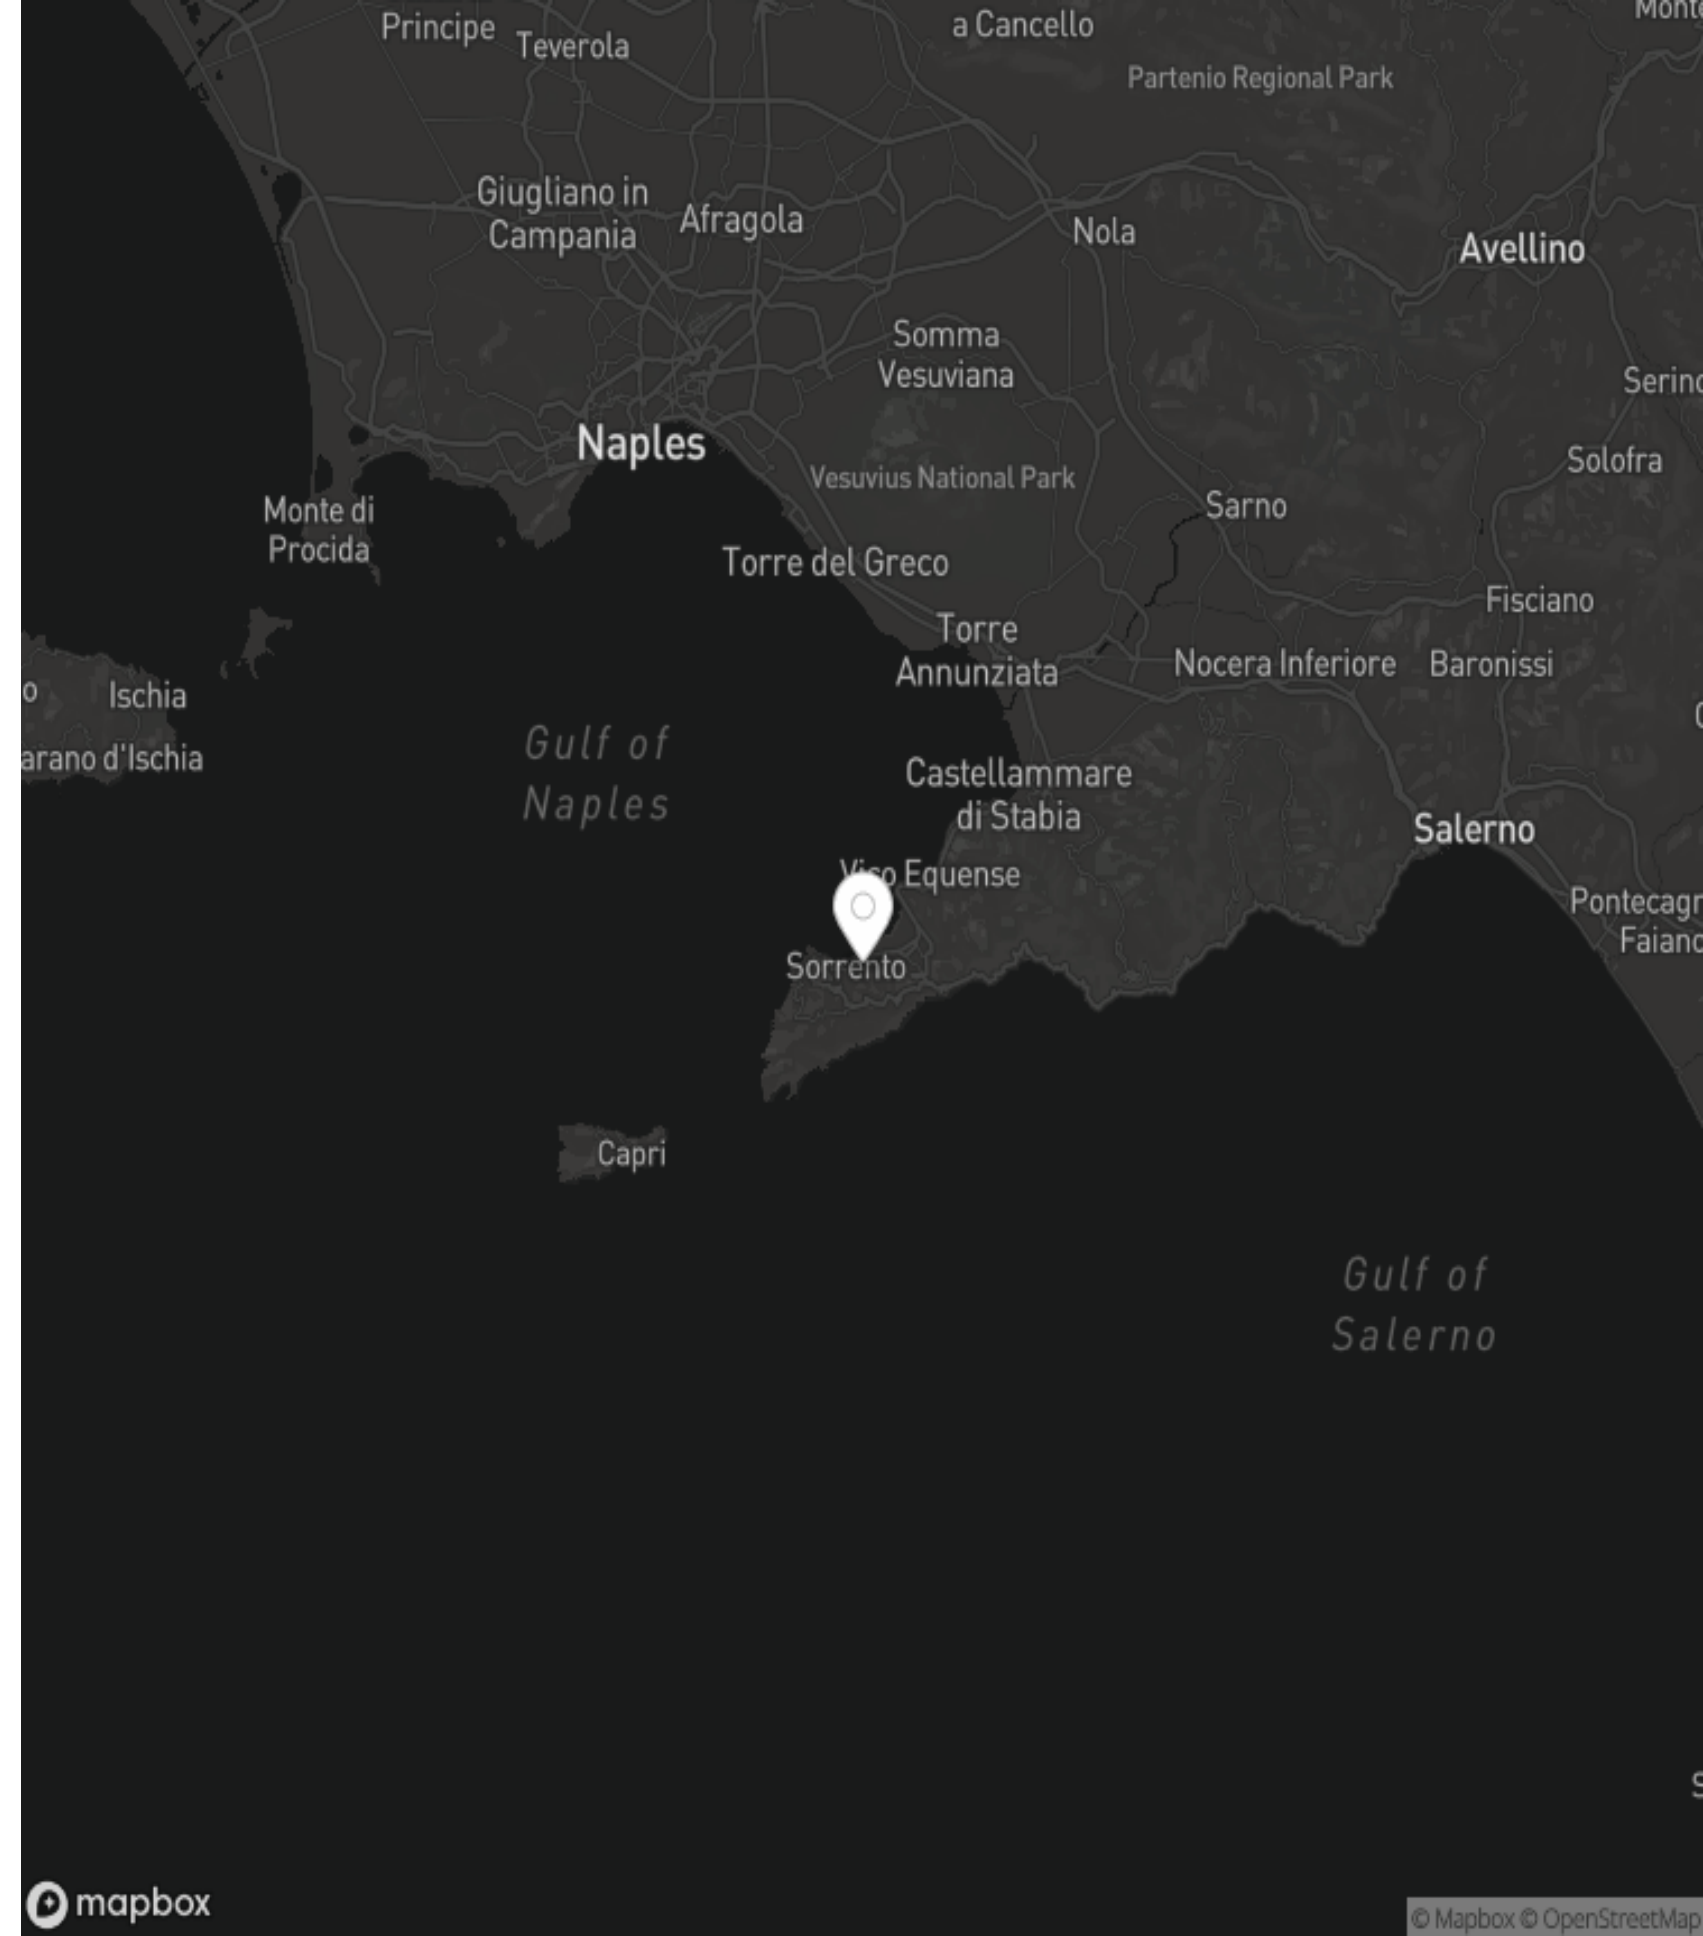 Principe
Teverola
a Cancello
Partenio Regional Park
Giugliano in
Campania
Afragola
Nola
Avellino
Somma
Vesuviana
Naples
Vesuvius National Park
Solofra
Monte di
Procida
Sarno
Torre del Greco
Fisciano
Torre
Annunziata
Nocera Inferiore
Baronissi
Ischia
arano d'Ischia
Gulf of
Naples
Castellammare
di Stabia
Salerno
Vico Equense
Sorrento
Capri
Gulf of
Salerno
mapbox
© Mapbox © OpenStreetMap